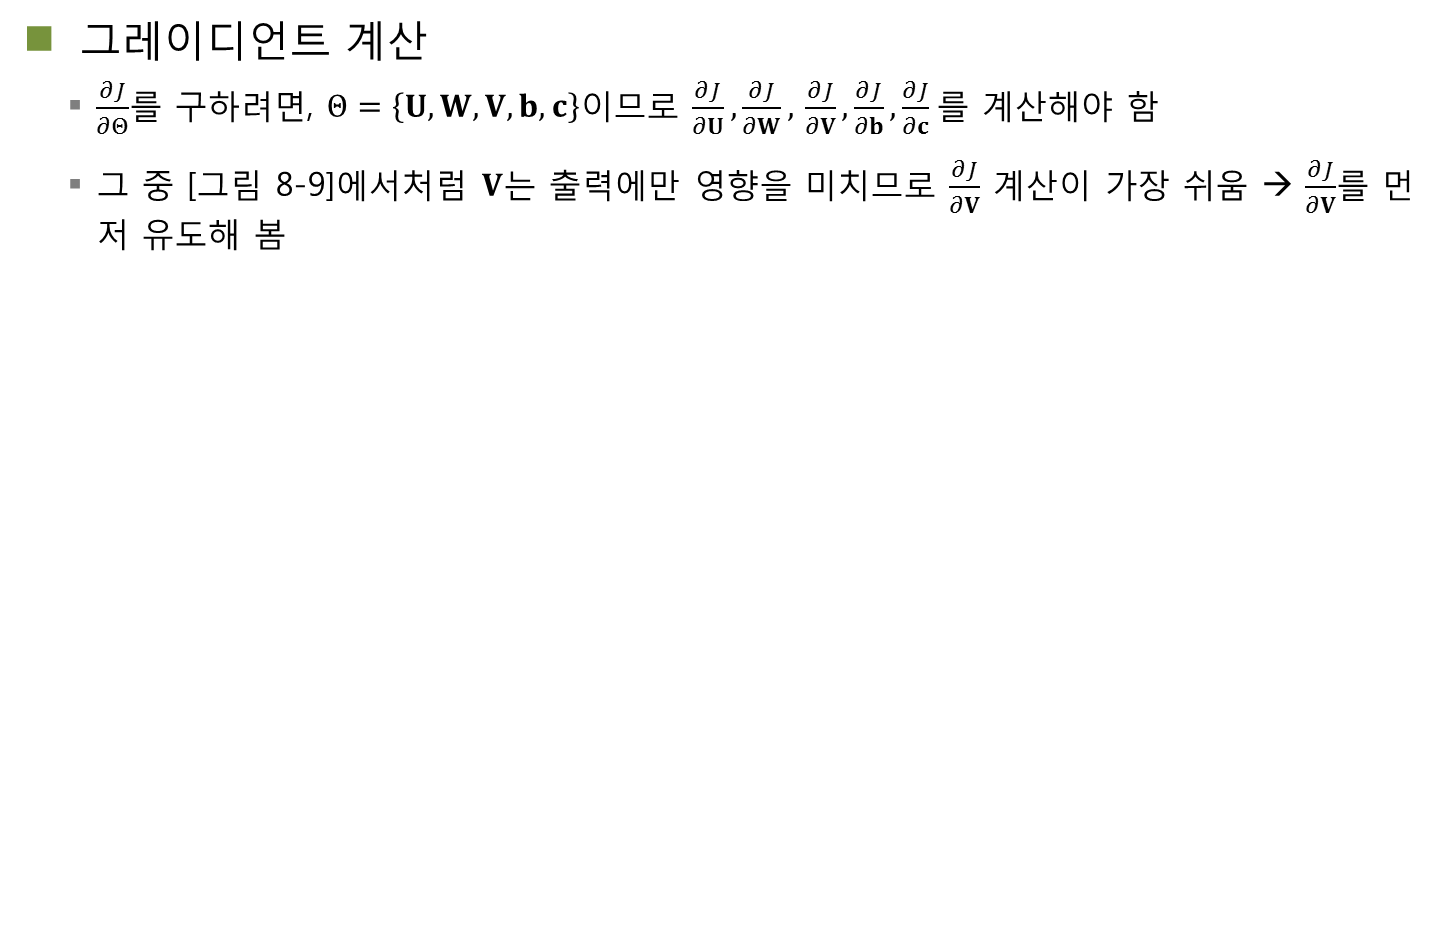 그레이디언트 계산
∂J/∂Θ를 구하려면, Θ = {U, W, V, b, c}이므로 ∂J/∂U, ∂J/∂W, ∂J/∂V, ∂J/∂b, ∂J/∂c 를 계산해야 함
그 중 [그림 8-9]에서처럼 V는 출력에만 영향을 미치므로 ∂J/∂V 계산이 가장 쉬움 → ∂J/∂V를 먼
저 유도해 봄